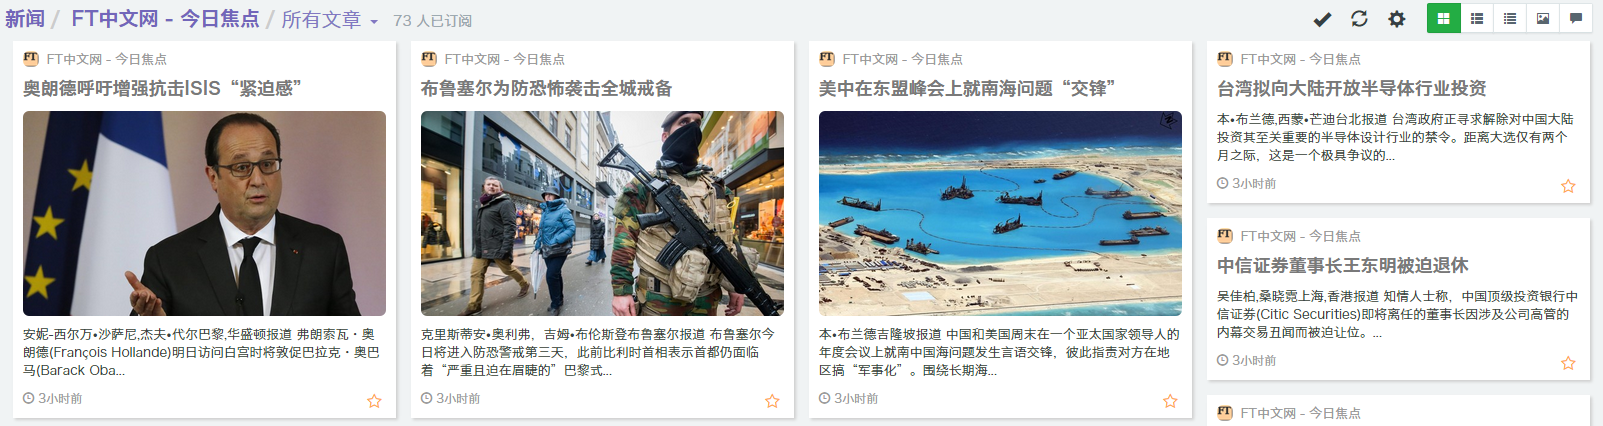 新闻 / FT中文网 - 今日焦点 / 所有文章 73 人已订阅
FT中文网 - 今日焦点
奥朗德呼吁增强抗击ISIS“紧迫感”
安妮-西尔万•沙萨尼,杰夫•代尔巴黎,华盛顿报道 弗朗索瓦・奥
朗德(François Hollande)明日访问白宫时将敦促巴拉克・奥巴
马(Barack Oba...
3小时前
FT中文网 - 今日焦点
布鲁塞尔为防恐怖袭击全城戒备
克里斯蒂安•奥利弗，吉姆•布伦斯登布鲁塞尔报道 布鲁塞尔今
日将进入防恐警戒第三天，此前比利时首相表示首都仍面临
着“严重且迫在眉睫的”巴黎式...
3小时前
FT中文网 - 今日焦点
美中在东盟峰会上就南海问题“交锋”
本•布兰德吉隆坡报道 中国和美国周末在一个亚太国家领导人的
年度会议上就南中国海问题发生言语交锋，彼此指责对方在地
区搞“军事化”。围绕长期海...
3小时前
FT中文网 - 今日焦点
台湾拟向大陆开放半导体行业投资
本•布兰德,西蒙•芒迪台北报道 台湾政府正寻求解除对中国大陆
投资其至关重要的半导体设计行业的禁令。距离大选仅有两个
月之际，这是一个极具争议的...
3小时前
FT中文网 - 今日焦点
中信证券董事长王东明被迫退休
吴佳柏,桑晓霓上海,香港报道 知情人士称，中国顶级投资银行中
信证券(Citic Securities)即将离任的董事长因涉及公司高管的
内幕交易丑闻而被迫让位。...
3小时前
FT中文网 - 今日焦点